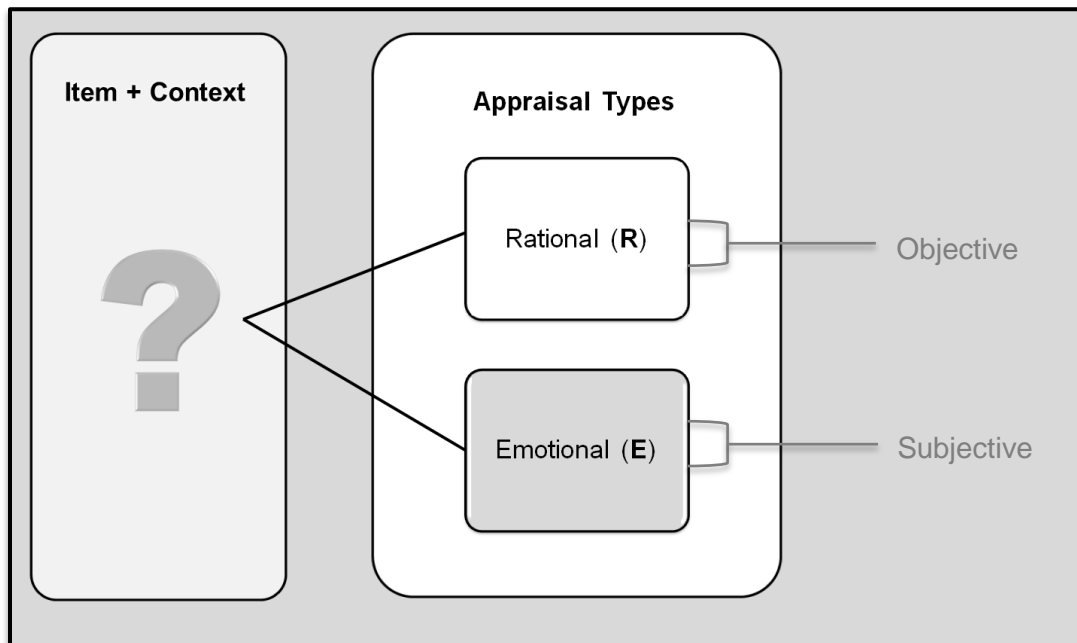 Item + Context
Appraisal Types
?
Rational (R)
Objective
Emotional (E)
Subjective